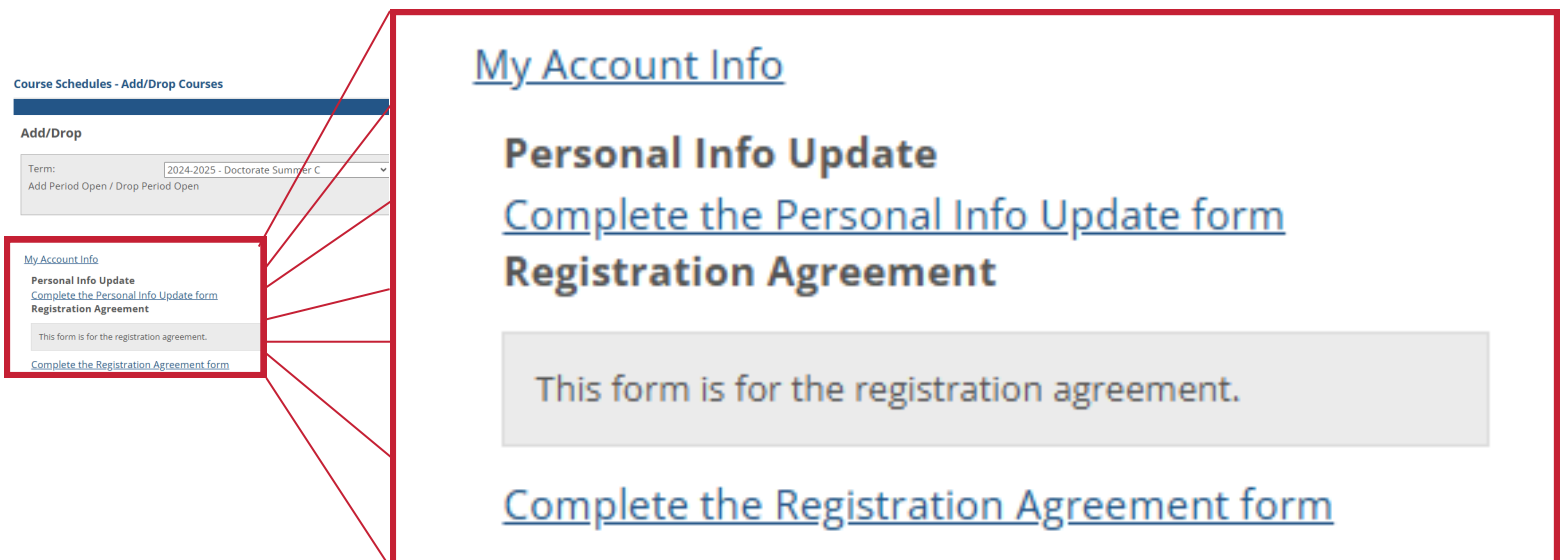 Course Schedules - Add/Drop Courses
Add/Drop
Term: 2024-2025 - Doctorate Summer C
Add Period Open / Drop Period Open
My Account Info
Personal Info Update
Complete the Personal Info Update form
Registration Agreement
This form is for the registration agreement.
Complete the Registration Agreement form
My Account Info
Personal Info Update
Complete the Personal Info Update form
Registration Agreement
This form is for the registration agreement.
Complete the Registration Agreement form